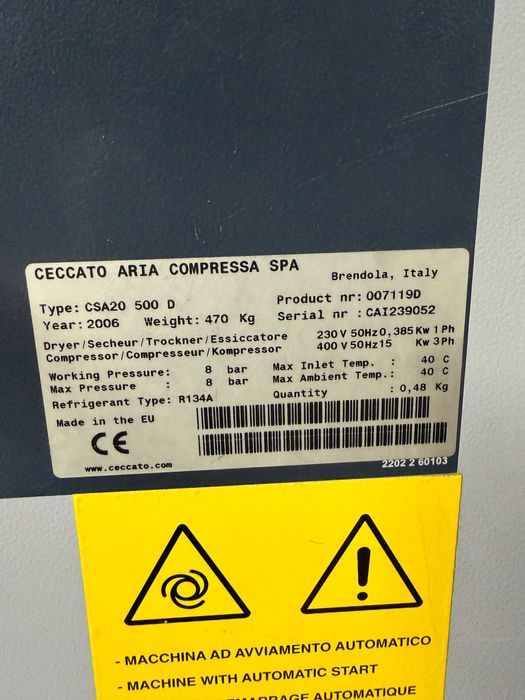 CECCATO ARIA COMPRESSA SPA Brendola, Italy
Type: CSA20 500 D Product nr: 007119D
Year: 2006 Weight: 470 Kg Serial nr : CAI239052
Dryer/Secheur/Trockner/Essiccatore 230 V 50Hz 0,385 Kw 1 Ph
Compressor/Compresseur/Kompressor 400 V 50Hz 15 Kw 3Ph
Working Pressure: 8 bar Max Inlet Temp. : 40 C
Max Pressure : 8 bar Max Ambient Temp.: 40 C
Refrigerant Type: R134A Quantity : 0,48 Kg
Made in the EU
CE
www.ceccato.com 2202 2 60103
- MACCHINA AD AVVIAMENTO AUTOMATICO
- MACHINE WITH AUTOMATIC START
AUTOMATIQUE